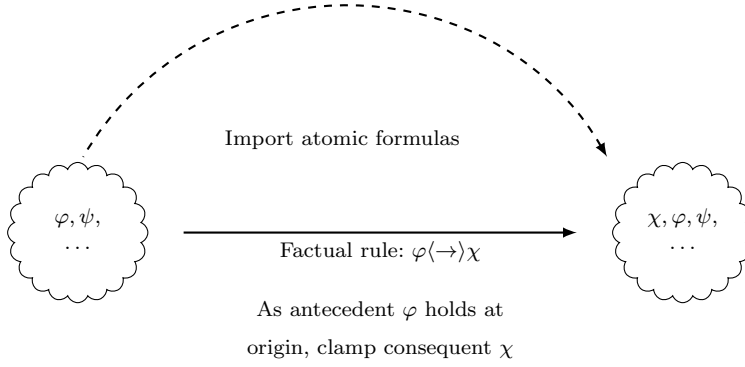 Import atomic formulas
φ, ψ,
. . .
χ, φ, ψ,
. . .
Factual rule: φ⟨→⟩χ
As antecedent φ holds at
origin, clamp consequent χ